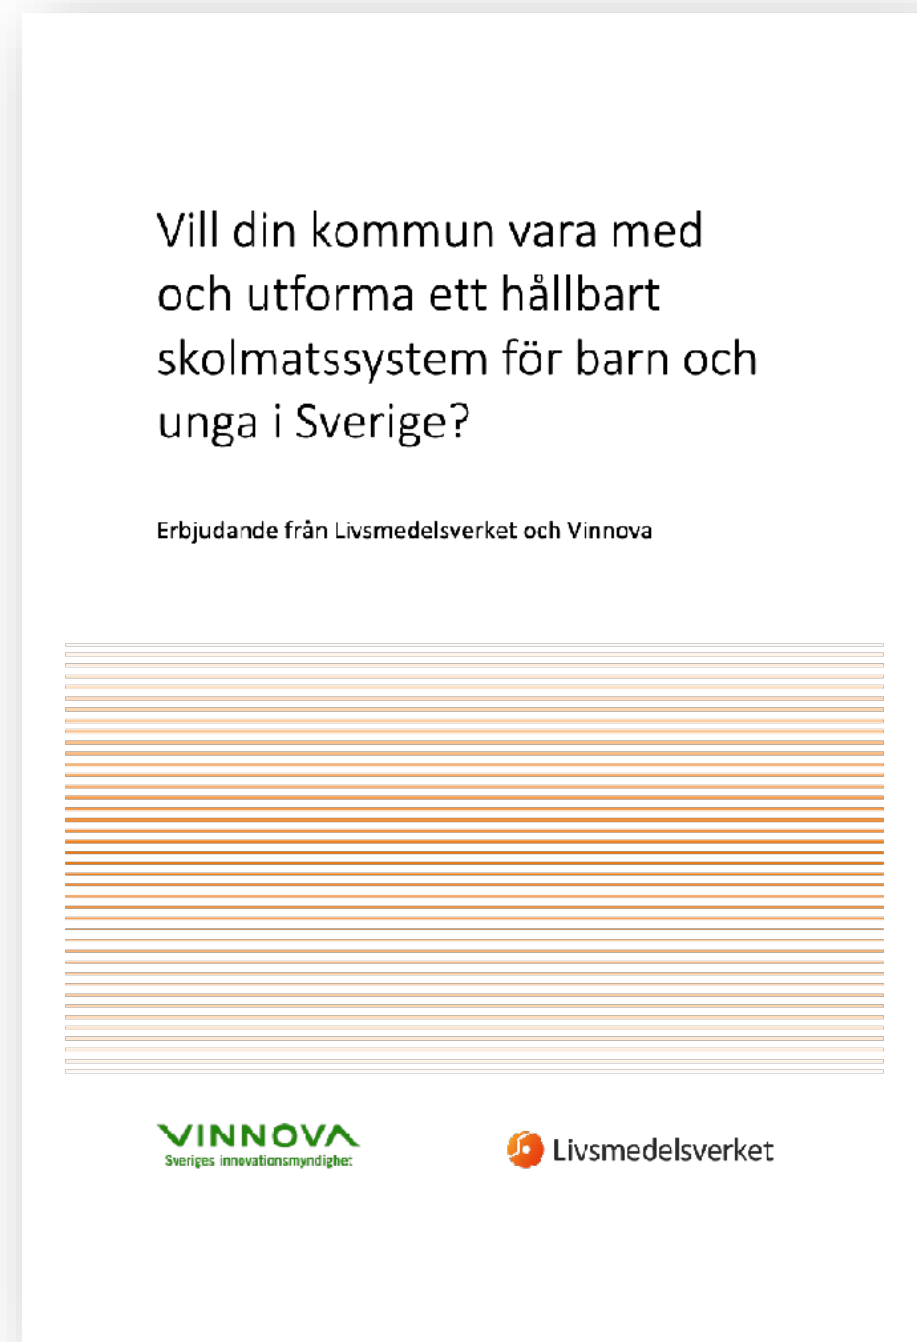 Vill din kommun vara med
och utforma ett hållbart
skolmatssystem för barn och
unga i Sverige?
Erbjudande från Livsmedelsverket och Vinnova
VINNOVA
Sveriges innovationsmyndighet
Livsmedelsverket